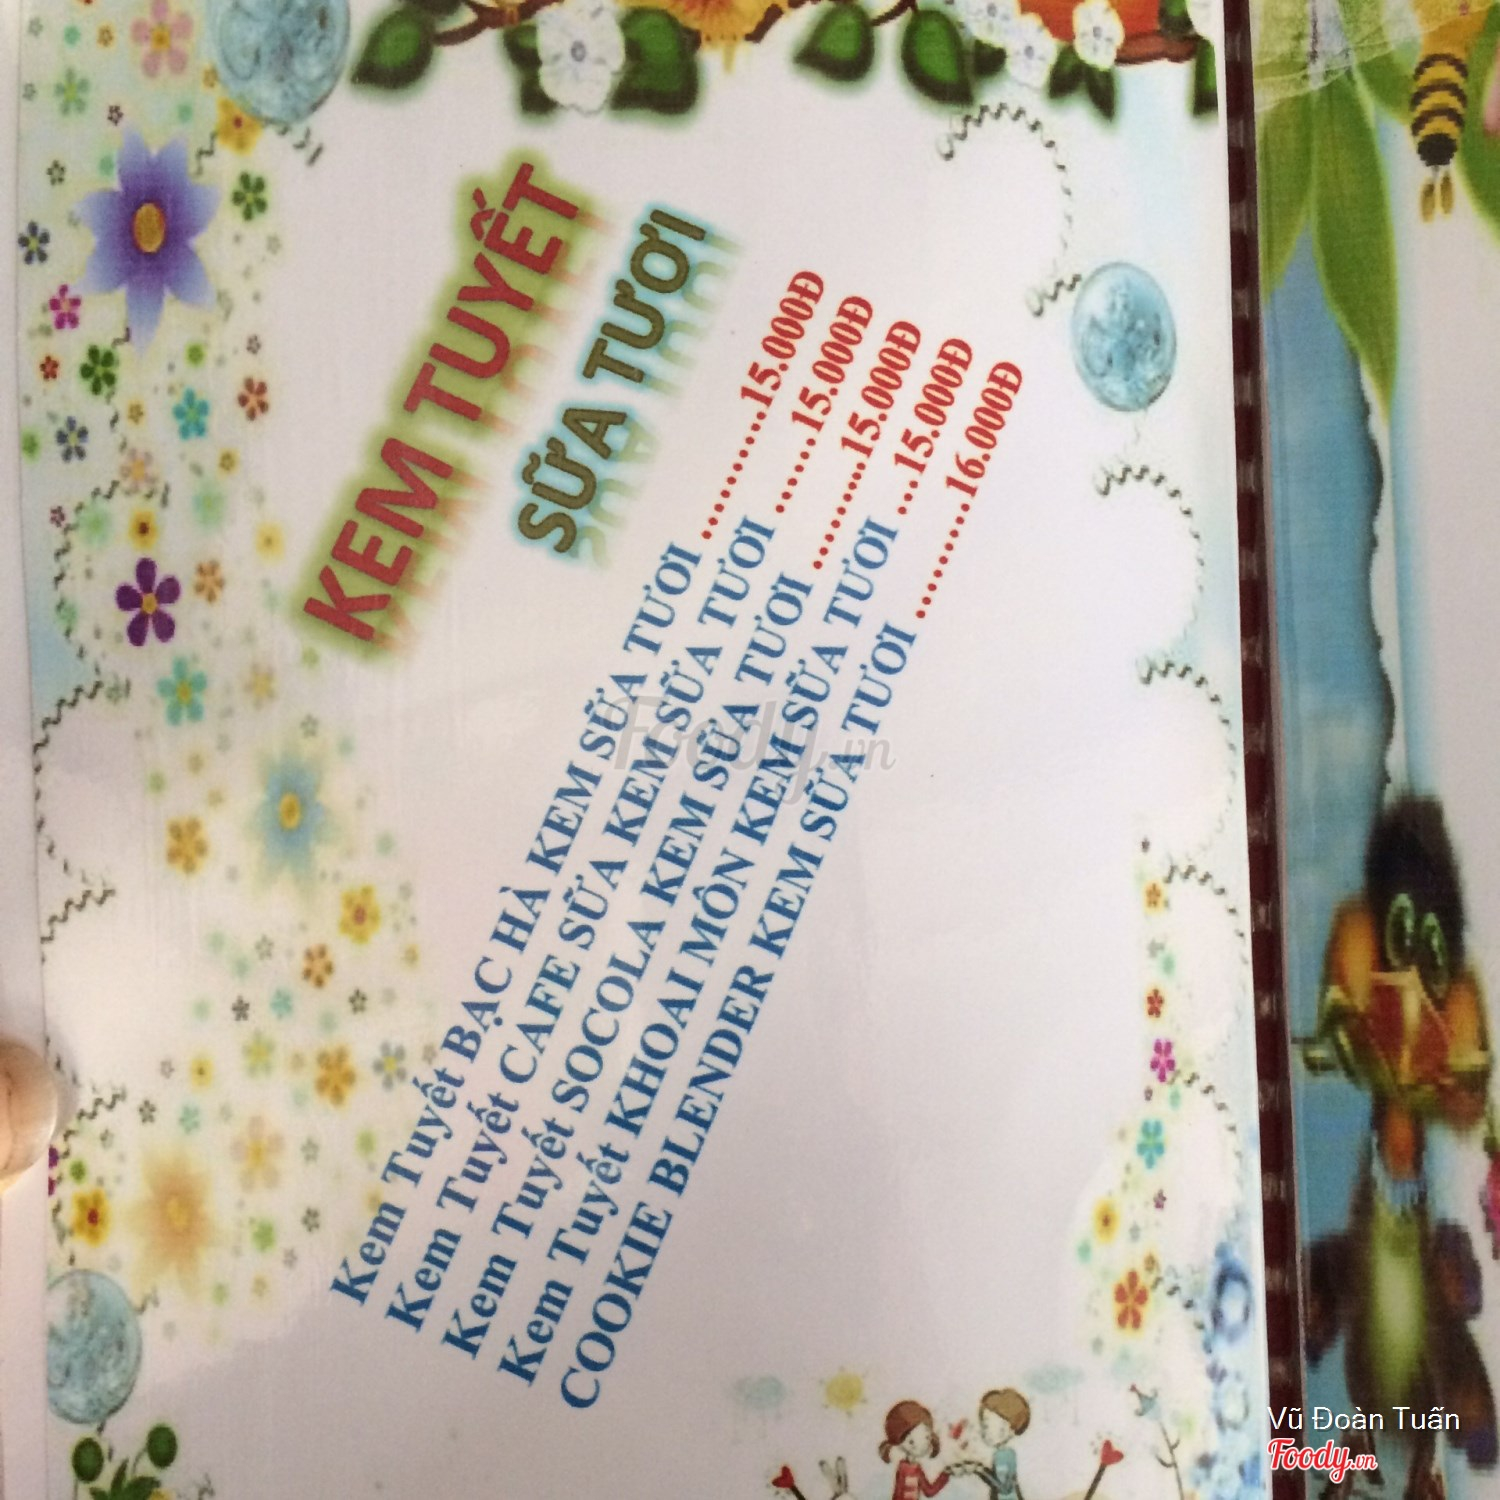 KEM TUYẾT
SỮA TƯƠI
Kem Tuyết BẠC HÀ KEM SỮA TƯƠI ............15.000Đ
Kem Tuyết CAFE SỮA KEM SỮA TƯƠI ........15.000Đ
Kem Tuyết SOCOLA KEM SỮA TƯƠI ..........15.000Đ
Kem Tuyết KHOAI MÔN KEM SỮA TƯƠI ...15.000Đ
COOKIE BLENDER KEM SỮA TƯƠI ..........16.000Đ
Foody.vn
Vũ Đoàn Tuấn
Foody.vn